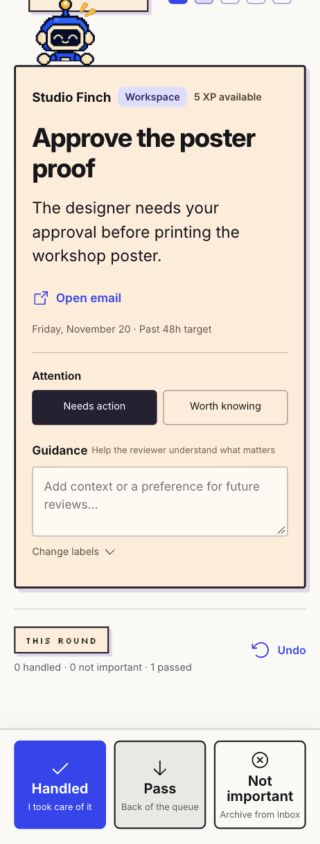 Studio Finch Workspace 5 XP available
Approve the poster
proof
The designer needs your
approval before printing the
workshop poster.
Open email
Friday, November 20 · Past 48h target
Attention
Needs action Worth knowing
Guidance Help the reviewer understand what matters
Add context or a preference for future
reviews...
Change labels
THIS ROUND
Undo
0 handled · 0 not important · 1 passed
Handled
I took care of it
Pass
Back of the queue
Not
important
Archive from inbox